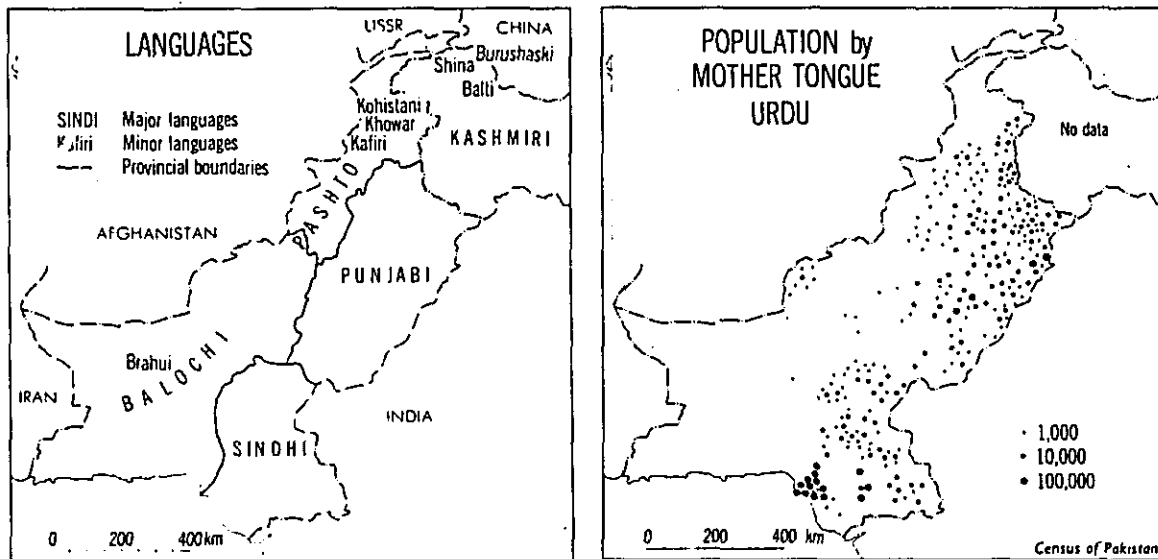 LANGUAGES
SINDI Major languages
Kafiri Minor languages
Provincial boundaries
USSR
CHINA
Burushaski
Shina
Balti
Kohistani
Khowar
Kafiri
KASHMIRI
PASHTO
AFGHANISTAN
PUNJABI
Brahui
BALOCHI
IRAN
INDIA
SINDHI
0 200 400 km
POPULATION by
MOTHER TONGUE
URDU
No data
1,000
10,000
100,000
0 200 400 km
Census of Pakistan